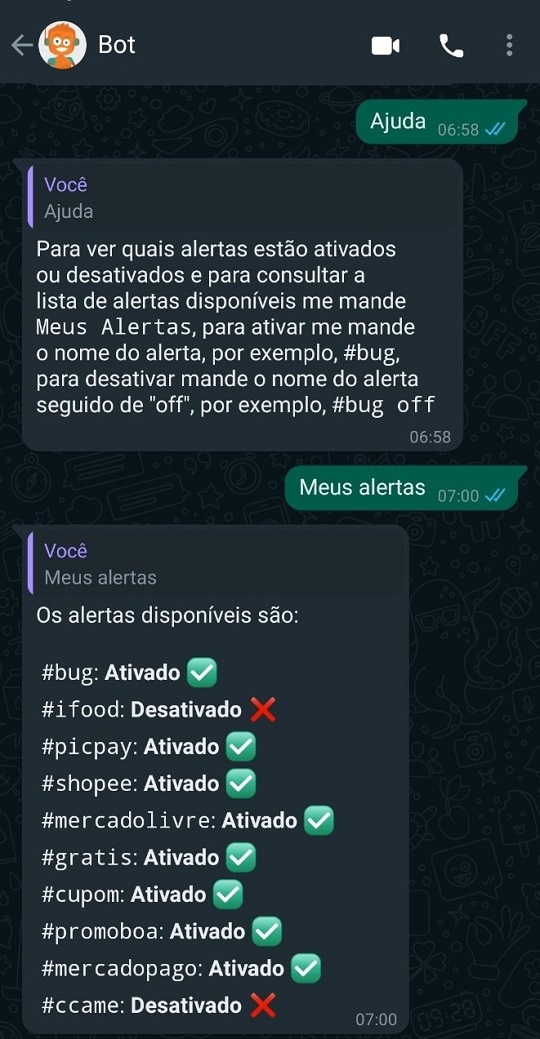 Bot
Ajuda 06:58
Você
Ajuda
Para ver quais alertas estão ativados
ou desativados e para consultar a
lista de alertas disponíveis me mande
Meus Alertas, para ativar me mande
o nome do alerta, por exemplo, #bug,
para desativar mande o nome do alerta
seguido de "off", por exemplo, #bug off
06:58
Meus alertas 07:00
Você
Meus alertas
Os alertas disponíveis são:
#bug: Ativado ✅
#ifood: Desativado ❌
#picpay: Ativado ✅
#shopee: Ativado ✅
#mercadolivre: Ativado ✅
#gratis: Ativado ✅
#cupom: Ativado ✅
#promoboa: Ativado ✅
#mercadopago: Ativado ✅
#ccame: Desativado ❌
07:00